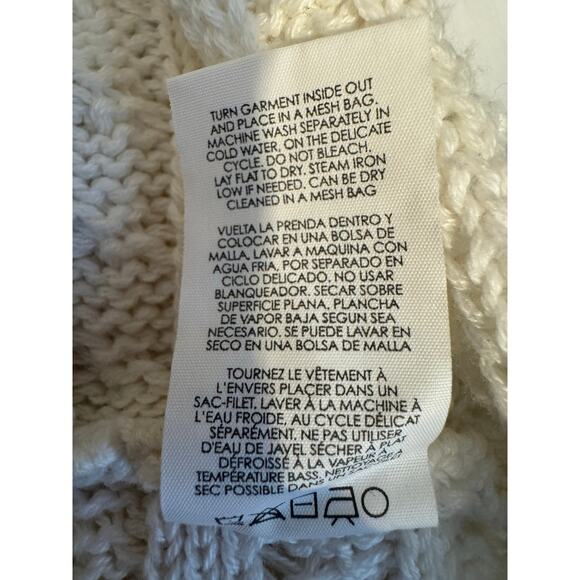 TURN GARMENT INSIDE OUT
AND PLACE IN A MESH BAG.
MACHINE WASH SEPARATELY IN
COLD WATER, ON THE DELICATE
CYCLE. DO NOT BLEACH.
LAY FLAT TO DRY. STEAM IRON
LOW IF NEEDED. CAN BE DRY
CLEANED IN A MESH BAG
VUELTA LA PRENDA DENTRO Y
COLOCAR EN UNA BOLSA DE
MALLA, LAVAR A MAQUINA CON
AGUA FRIA, POR SEPARADO EN
CICLO DELICADO, NO USAR
BLANQUEADOR. SECAR SOBRE
SUPERFICIE PLANA, PLANCHA
DE VAPOR BAJA SEGUN SEA
NECESARIO. SE PUEDE LAVAR EN
SECO EN UNA BOLSA DE MALLA
TOURNEZ LE VÊTEMENT À
L'ENVERS PLACER DANS UN
SAC-FILET, LAVER À LA MACHINE À
L'EAU FROIDE, AU CYCLE DÉLICAT
SÉPARÉMENT, NE PAS UTILISER
D'EAU DE JAVEL SÉCHER À PLAT
DÉFROISSÉ À LA VAPEUR À
TEMPÉRATURE BASS, NETTOYAGE À
SEC POSSIBLE DANS UN